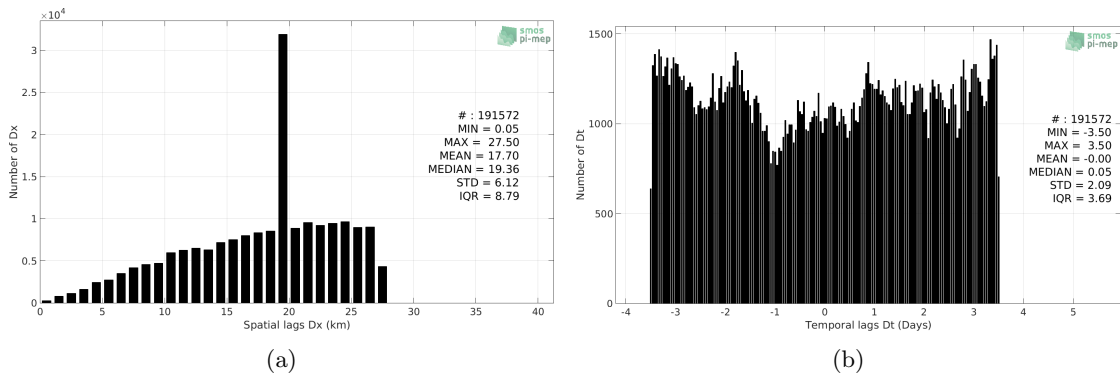 ×10⁴
3
2.5
2
1.5
1
0.5
0
Number of Dx
0 5 10 15 20 25 30 35 40
Spatial lags Dx (km)
smos
pi-mep
# : 191572
MIN = 0.05
MAX = 27.50
MEAN = 17.70
MEDIAN = 19.36
STD = 6.12
IQR = 8.79
(a)
1500
1000
500
0
Number of Dt
-4 -3 -2 -1 0 1 2 3 4 5
Temporal lags Dt (Days)
smos
pi-mep
# : 191572
MIN = -3.50
MAX = 3.50
MEAN = -0.00
MEDIAN = 0.05
STD = 2.09
IQR = 3.69
(b)